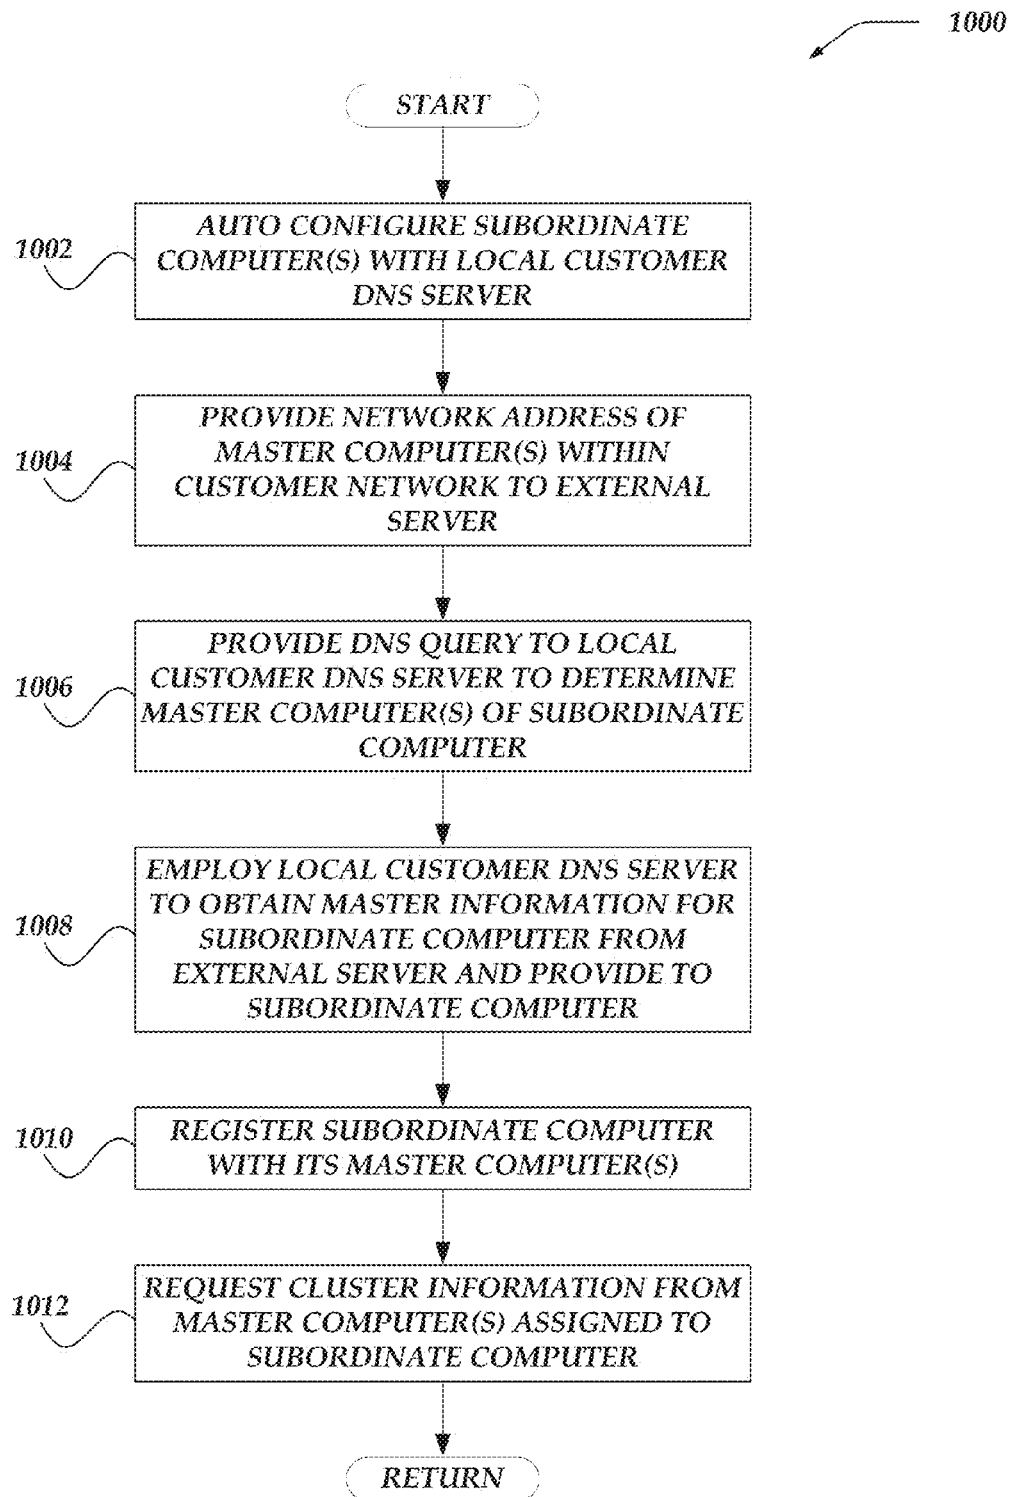 1000
START
1002
AUTO CONFIGURE SUBORDINATE
COMPUTER(S) WITH LOCAL CUSTOMER
DNS SERVER
1004
PROVIDE NETWORK ADDRESS OF
MASTER COMPUTER(S) WITHIN
CUSTOMER NETWORK TO EXTERNAL
SERVER
1006
PROVIDE DNS QUERY TO LOCAL
CUSTOMER DNS SERVER TO DETERMINE
MASTER COMPUTER(S) OF SUBORDINATE
COMPUTER
1008
EMPLOY LOCAL CUSTOMER DNS SERVER
TO OBTAIN MASTER INFORMATION FOR
SUBORDINATE COMPUTER FROM
EXTERNAL SERVER AND PROVIDE TO
SUBORDINATE COMPUTER
1010
REGISTER SUBORDINATE COMPUTER
WITH ITS MASTER COMPUTER(S)
1012
REQUEST CLUSTER INFORMATION FROM
MASTER COMPUTER(S) ASSIGNED TO
SUBORDINATE COMPUTER
RETURN